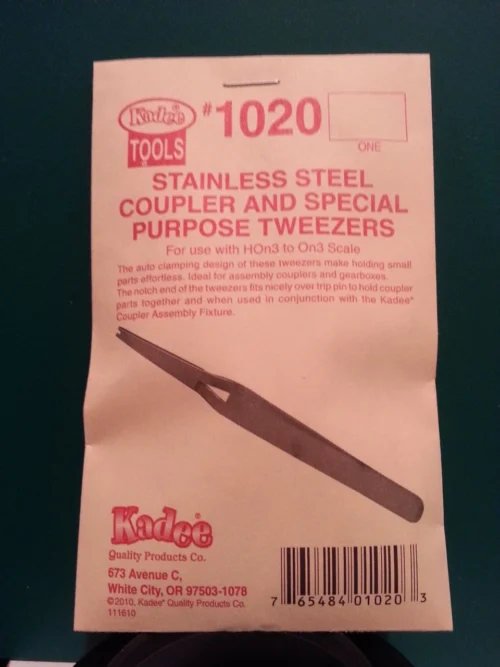 Kadee®
TOOLS
#1020
ONE
STAINLESS STEEL
COUPLER AND SPECIAL
PURPOSE TWEEZERS
For use with HOn3 to On3 Scale
The auto clamping design of these tweezers make holding small
parts effortless. Ideal for assembly couplers and gearboxes.
The notch end of the tweezers fits nicely over trip pin to hold coupler
parts together and when used in conjunction with the Kadee®
Coupler Assembly Fixture.
Kadee®
Quality Products Co.
673 Avenue C,
White City, OR 97503-1078
©2010, Kadee® Quality Products Co.
111610
7 65484 01020 3